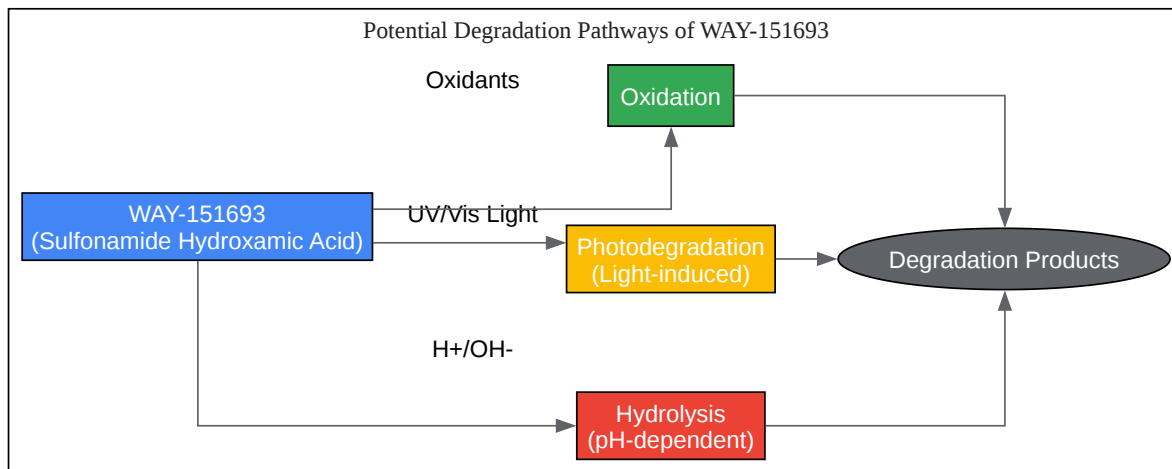 Potential Degradation Pathways of WAY-151693
Oxidants
Oxidation
WAY-151693
(Sulfonamide Hydroxamic Acid)
UV/Vis Light
Photodegradation
(Light-induced)
Degradation Products
H+/OH-
Hydrolysis
(pH-dependent)